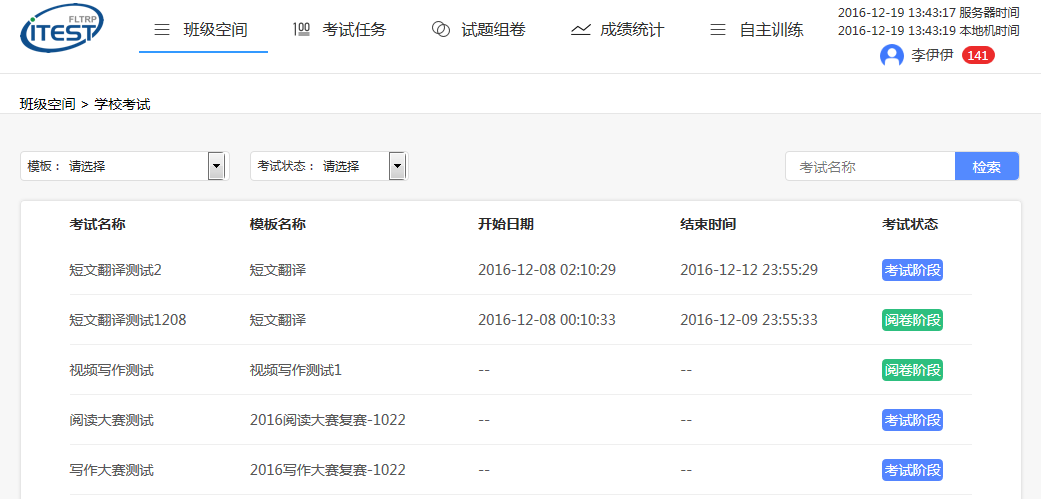 FLTRP
iTEST
班级空间
考试任务
试题组卷
成绩统计
自主训练
2016-12-19 13:43:17 服务器时间
2016-12-19 13:43:19 本地机时间
李伊伊 141
班级空间 > 学校考试
模板： 请选择
考试状态： 请选择
考试名称
检索
考试名称 模板名称 开始日期 结束时间 考试状态
短文翻译测试2 短文翻译 2016-12-08 02:10:29 2016-12-12 23:55:29 考试阶段
短文翻译测试1208 短文翻译 2016-12-08 00:10:33 2016-12-09 23:55:33 阅卷阶段
视频写作测试 视频写作测试1 -- -- 阅卷阶段
阅读大赛测试 2016阅读大赛复赛-1022 -- -- 考试阶段
写作大赛测试 2016写作大赛复赛-1022 -- -- 考试阶段